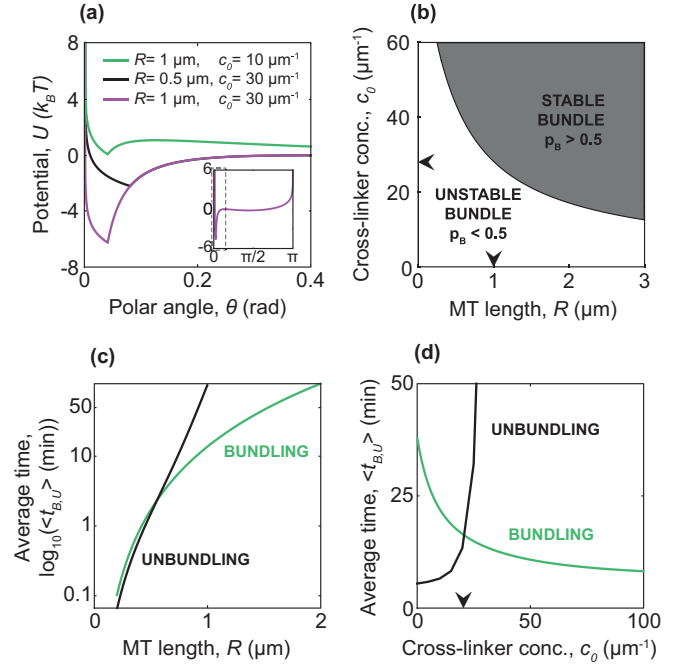 (a)
R= 1 μm, c₀= 10 μm⁻¹
R= 0.5 μm, c₀= 30 μm⁻¹
R= 1 μm, c₀= 30 μm⁻¹
Potential, U (k_BT)
8
4
0
-4
-8
6
0
-6
0
π/2
π
0
0.2
0.4
Polar angle, θ (rad)
(b)
Cross-linker conc., c₀ (μm⁻¹)
60
40
20
0
STABLE
BUNDLE
p_B > 0.5
UNSTABLE
BUNDLE
p_B < 0.5
0
1
2
3
MT length, R (μm)
(c)
Average time,
log₁₀(<t_B,U> (min))
50
10
1
0.1
BUNDLING
UNBUNDLING
0
1
2
MT length, R (μm)
(d)
Average time, <t_B,U> (min)
50
25
0
UNBUNDLING
BUNDLING
0
50
100
Cross-linker conc., c₀ (μm⁻¹)